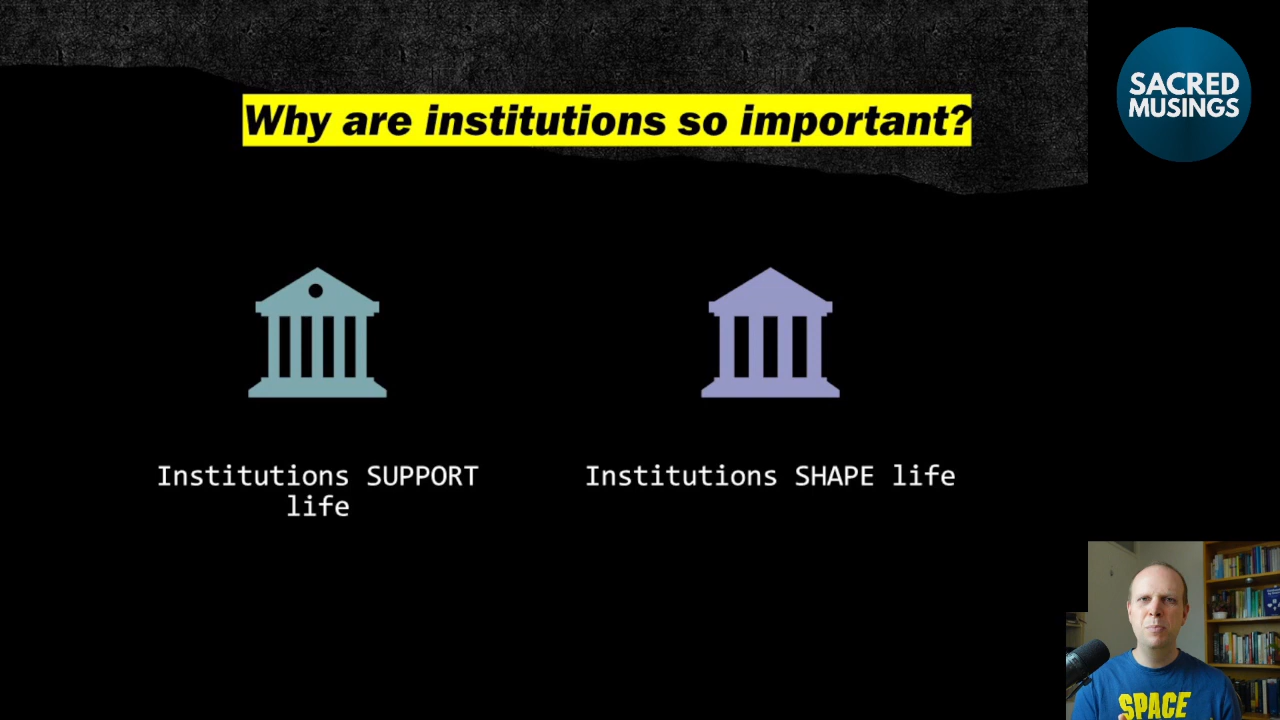 Why are institutions so important?
SACRED
MUSINGS
Institutions SUPPORT
life
Institutions SHAPE life
SPACE